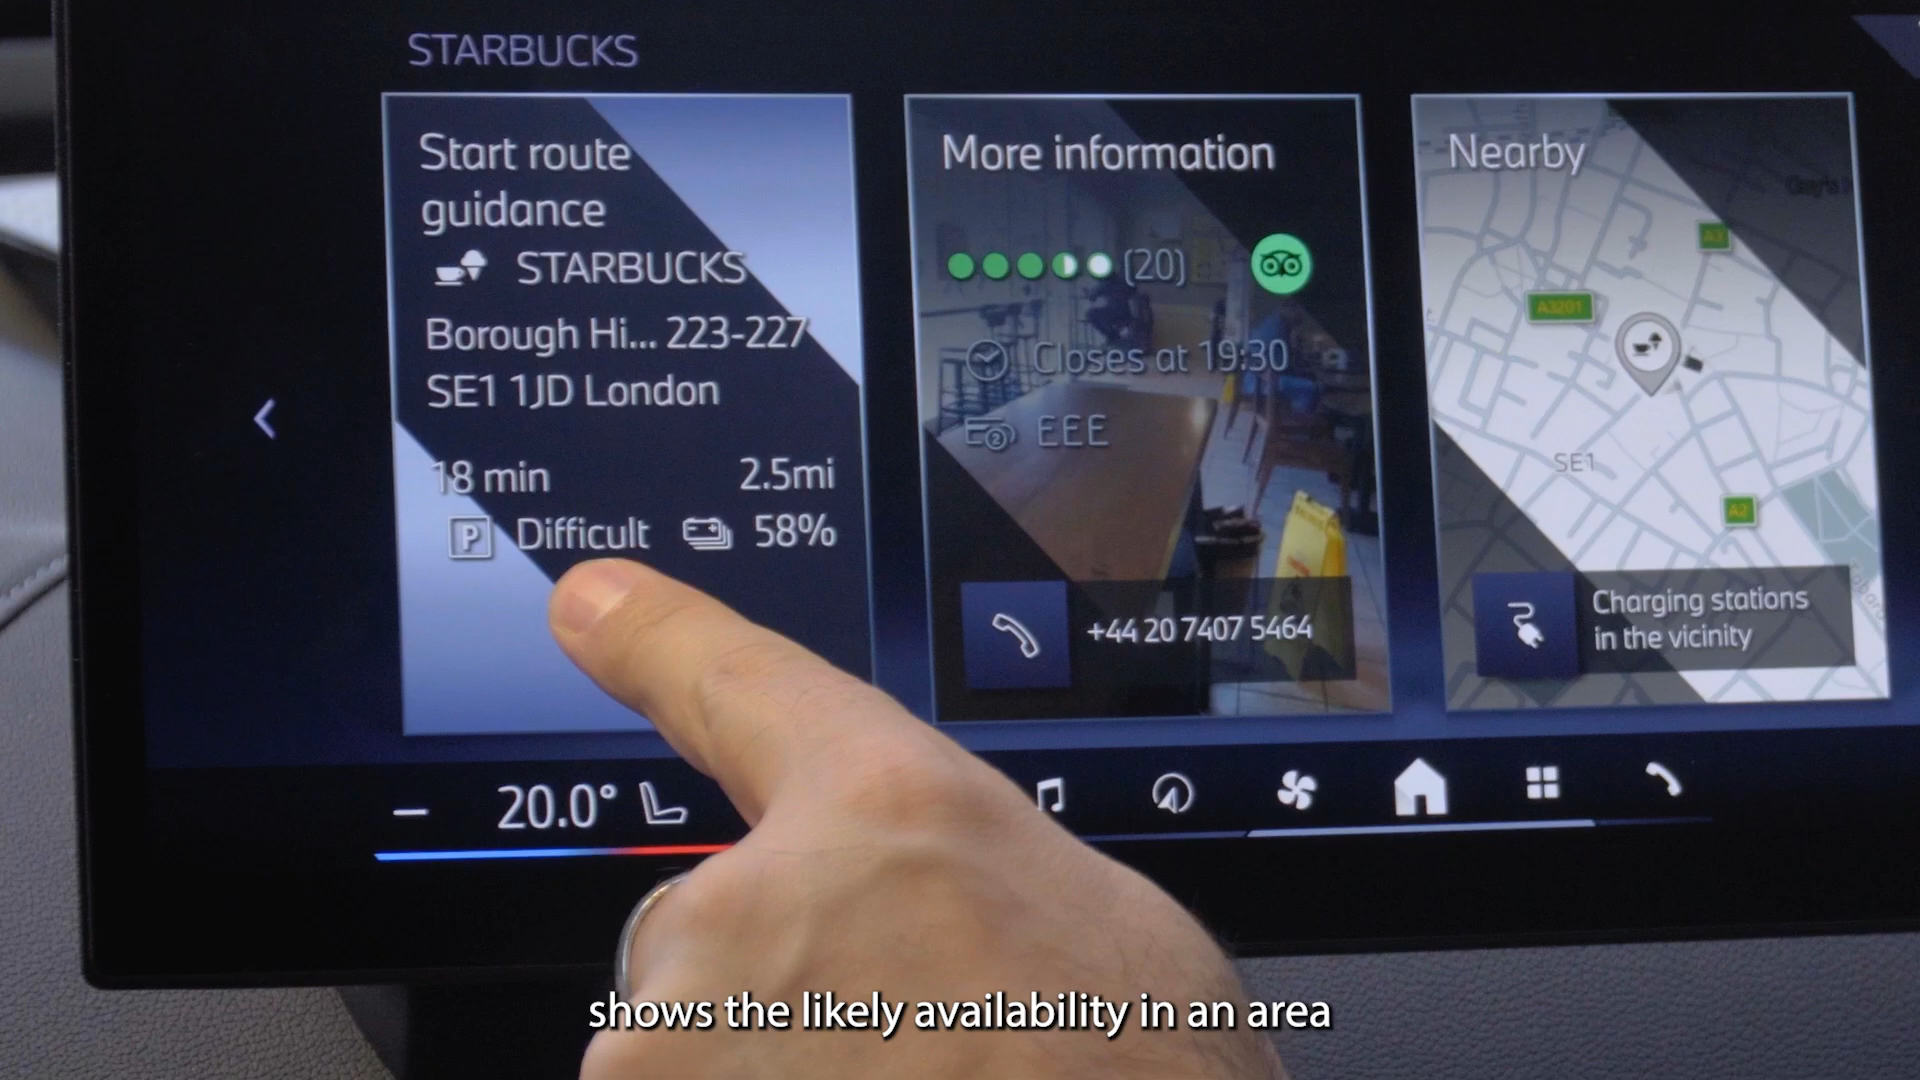 STARBUCKS
Start route
guidance
STARBUCKS
Borough Hi... 223-227
SE1 1JD London
18 min 2.5mi
P Difficult 58%
More information
(20)
Closes at 19:30
2 EEE
+44 20 7407 5464
Nearby
A3
A3201
SE1
A2
Charging stations
in the vicinity
20.0°
shows the likely availability in an area